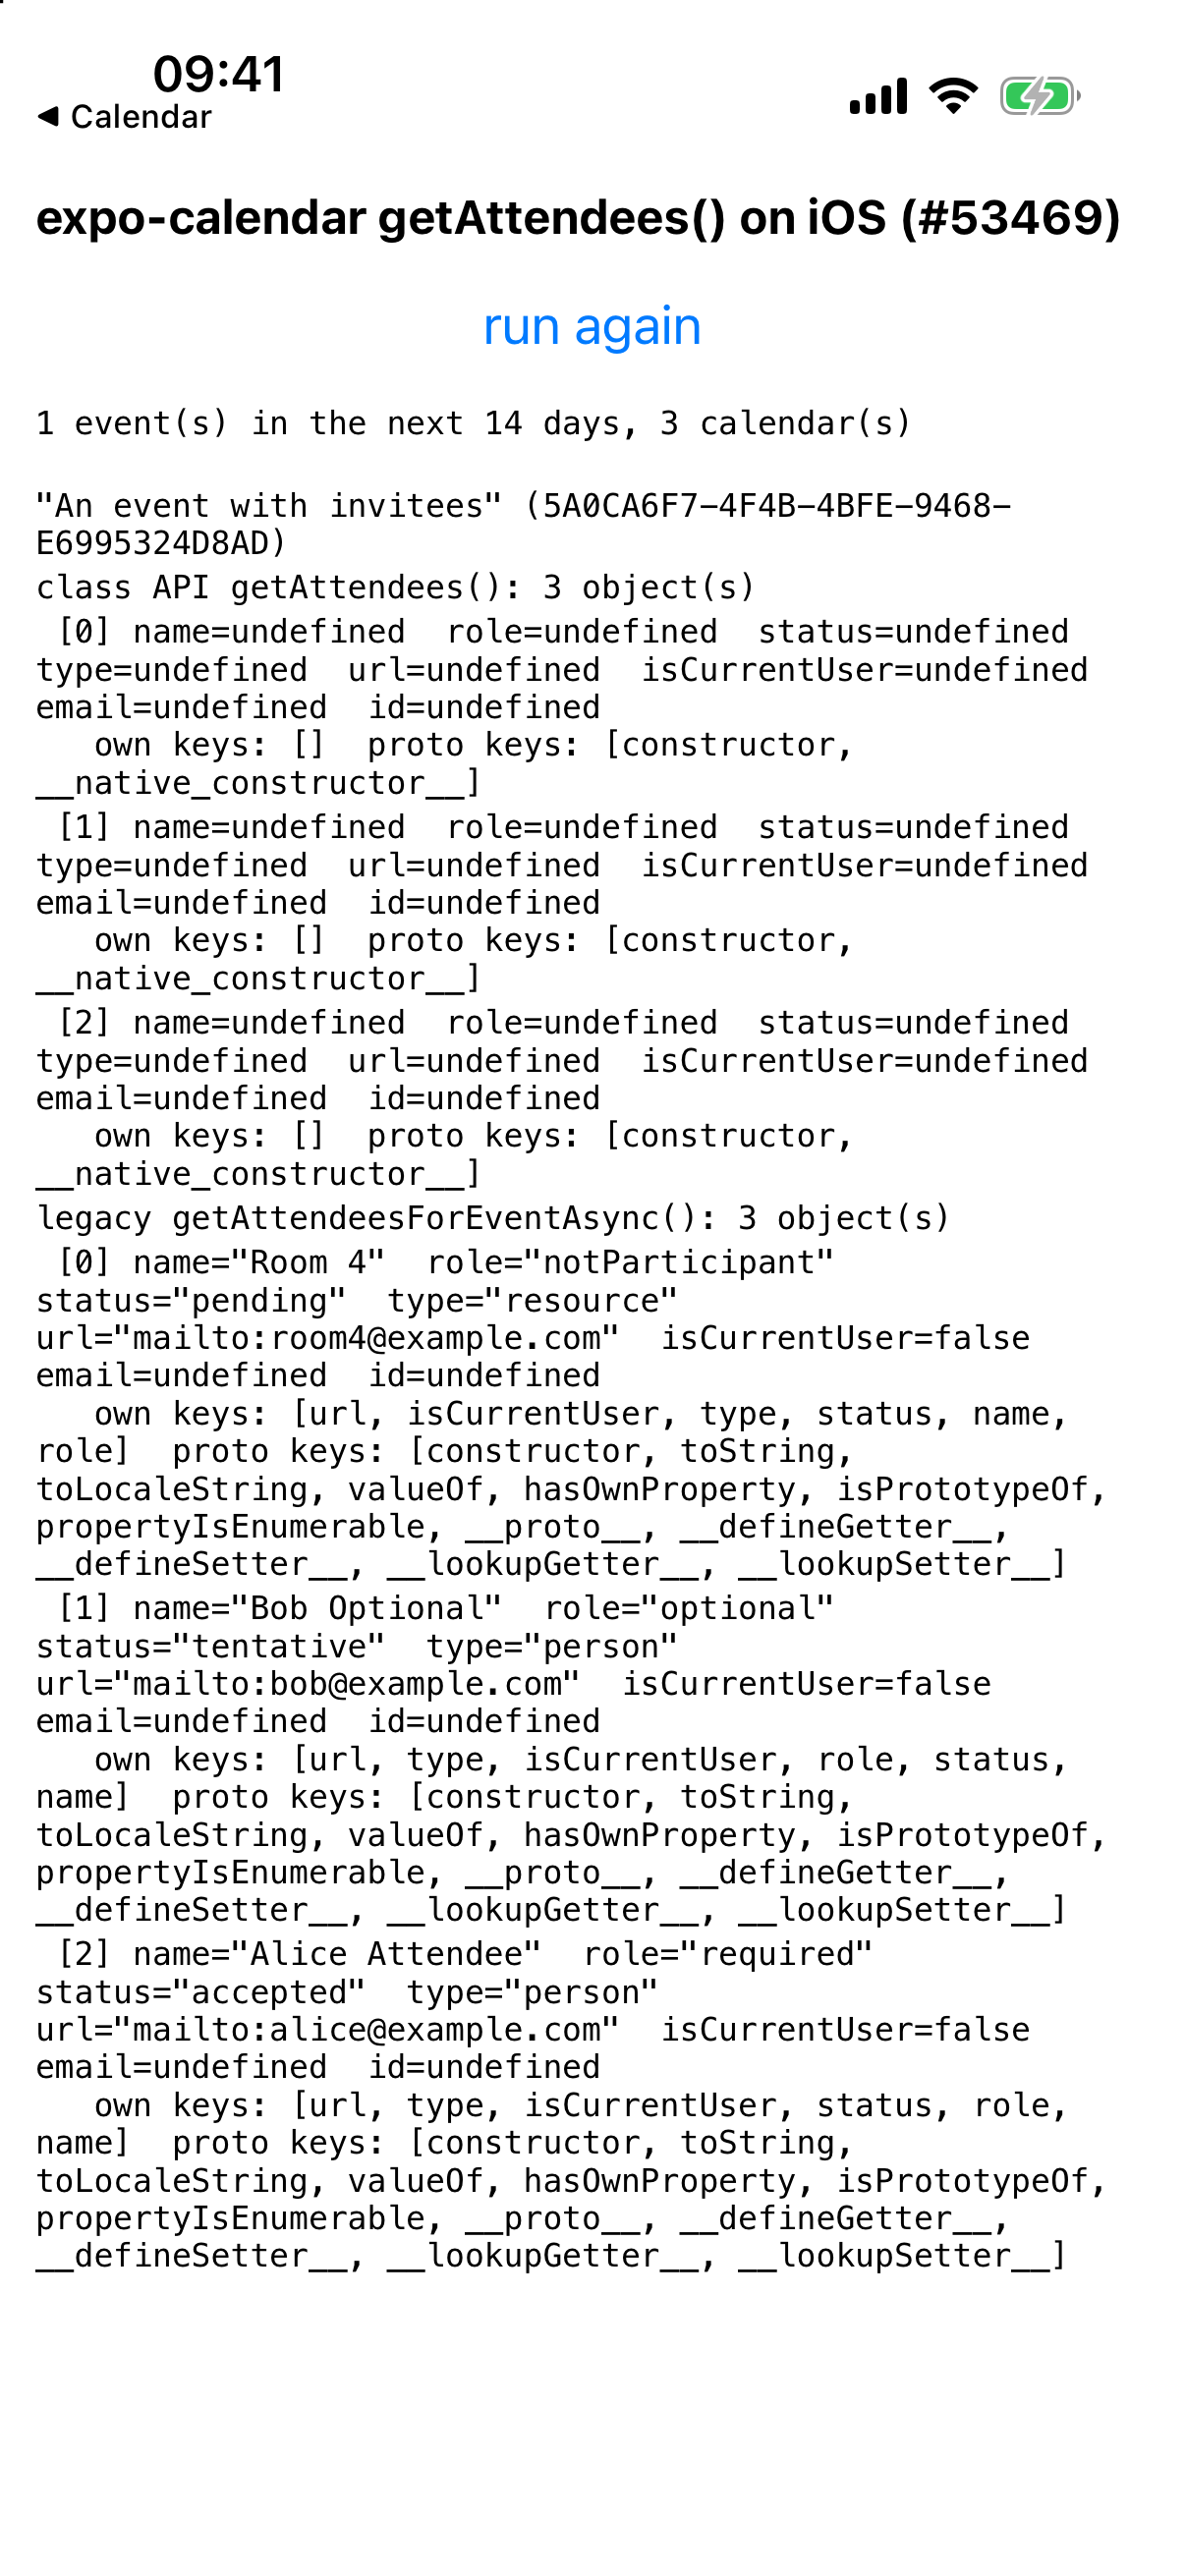 09:41
◀ Calendar
expo-calendar getAttendees() on iOS (#53469)
run again
1 event(s) in the next 14 days, 3 calendar(s)
"An event with invitees" (5A0CA6F7-4F4B-4BFE-9468-
E6995324D8AD)
class API getAttendees(): 3 object(s)
[0] name=undefined  role=undefined  status=undefined
type=undefined  url=undefined  isCurrentUser=undefined
email=undefined  id=undefined
own keys: []  proto keys: [constructor,
__native_constructor__]
[1] name=undefined  role=undefined  status=undefined
type=undefined  url=undefined  isCurrentUser=undefined
email=undefined  id=undefined
own keys: []  proto keys: [constructor,
__native_constructor__]
[2] name=undefined  role=undefined  status=undefined
type=undefined  url=undefined  isCurrentUser=undefined
email=undefined  id=undefined
own keys: []  proto keys: [constructor,
__native_constructor__]
legacy getAttendeesForEventAsync(): 3 object(s)
[0] name="Room 4"  role="notParticipant"
status="pending"  type="resource"
url="mailto:room4@example.com"  isCurrentUser=false
email=undefined  id=undefined
own keys: [url, isCurrentUser, type, status, name,
role]  proto keys: [constructor, toString,
toLocaleString, valueOf, hasOwnProperty, isPrototypeOf,
propertyIsEnumerable, __proto__, __defineGetter__,
__defineSetter__, __lookupGetter__, __lookupSetter__]
[1] name="Bob Optional"  role="optional"
status="tentative"  type="person"
url="mailto:bob@example.com"  isCurrentUser=false
email=undefined  id=undefined
own keys: [url, type, isCurrentUser, role, status,
name]  proto keys: [constructor, toString,
toLocaleString, valueOf, hasOwnProperty, isPrototypeOf,
propertyIsEnumerable, __proto__, __defineGetter__,
__defineSetter__, __lookupGetter__, __lookupSetter__]
[2] name="Alice Attendee"  role="required"
status="accepted"  type="person"
url="mailto:alice@example.com"  isCurrentUser=false
email=undefined  id=undefined
own keys: [url, type, isCurrentUser, status, role,
name]  proto keys: [constructor, toString,
toLocaleString, valueOf, hasOwnProperty, isPrototypeOf,
propertyIsEnumerable, __proto__, __defineGetter__,
__defineSetter__, __lookupGetter__, __lookupSetter__]